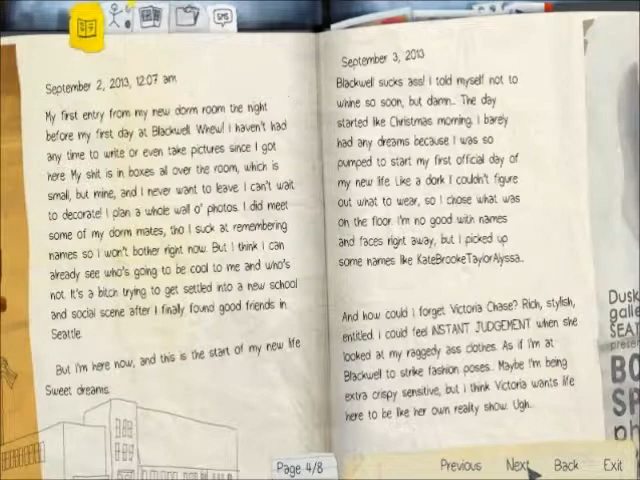 SMS
September 2, 2013, 12:07 am
My first entry from my new dorm room the night
before my first day at Blackwell. Whew! I haven't had
any time to write or even take pictures since I got
here. My shit is in boxes all over the room, which is
small, but mine, and I never want to leave. I can't wait
to decorate! I plan a whole wall o' photos. I did meet
some of my dorm mates, tho I suck at remembering
names so I won't bother right now. But I think I can
already see who's going to be cool to me and who's
not. It's a bitch trying to get settled into a new school
and social scene after I finally found good friends in
Seattle.
But I'm here now, and this is the start of my new life
Sweet dreams.
September 3, 2013
Blackwell sucks ass! I told myself not to
whine so soon, but damn... The day
started like Christmas morning. I barely
had any dreams because I was so
pumped to start my first official day of
my new life. Like a dork I couldn't figure
out what to wear, so I chose what was
on the floor. I'm no good with names
and faces right away, but I picked up
some names like KateBrookeTaylorAlyssa...
And how could I forget Victoria Chase? Rich, stylish,
entitled. I could feel INSTANT JUDGEMENT when she
looked at my raggedy ass clothes. As if I'm at
Blackwell to strike fashion poses... Maybe I'm being
extra crispy sensitive, but I think Victoria wants life
here to be like her own reality show. Ugh...
Dusk
galle
SEAT
presen
BO
SP
ph
Page 4/8
Previous Next Back Exit